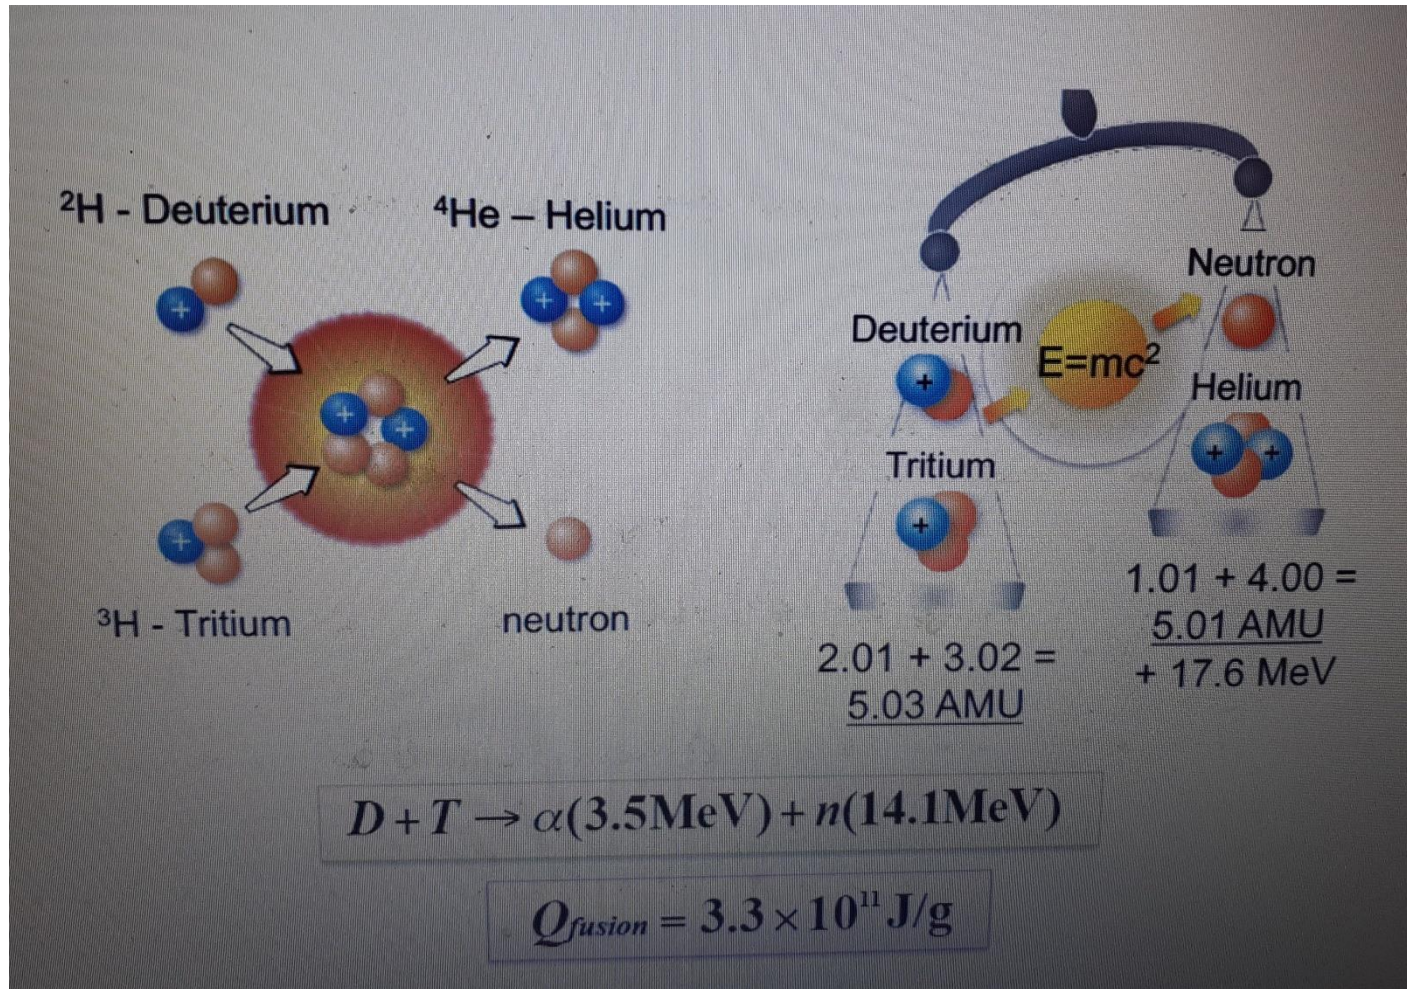 ²H - Deuterium
⁴He – Helium
+
+
+
+
+
+
³H - Tritium
neutron
Neutron
Deuterium
E=mc²
Helium
+
Tritium
+
+
+
1.01 + 4.00 =
5.01 AMU
+ 17.6 MeV
2.01 + 3.02 =
5.03 AMU
D + T → α(3.5MeV) + n(14.1MeV)
Qfusion = 3.3 × 10¹¹ J/g